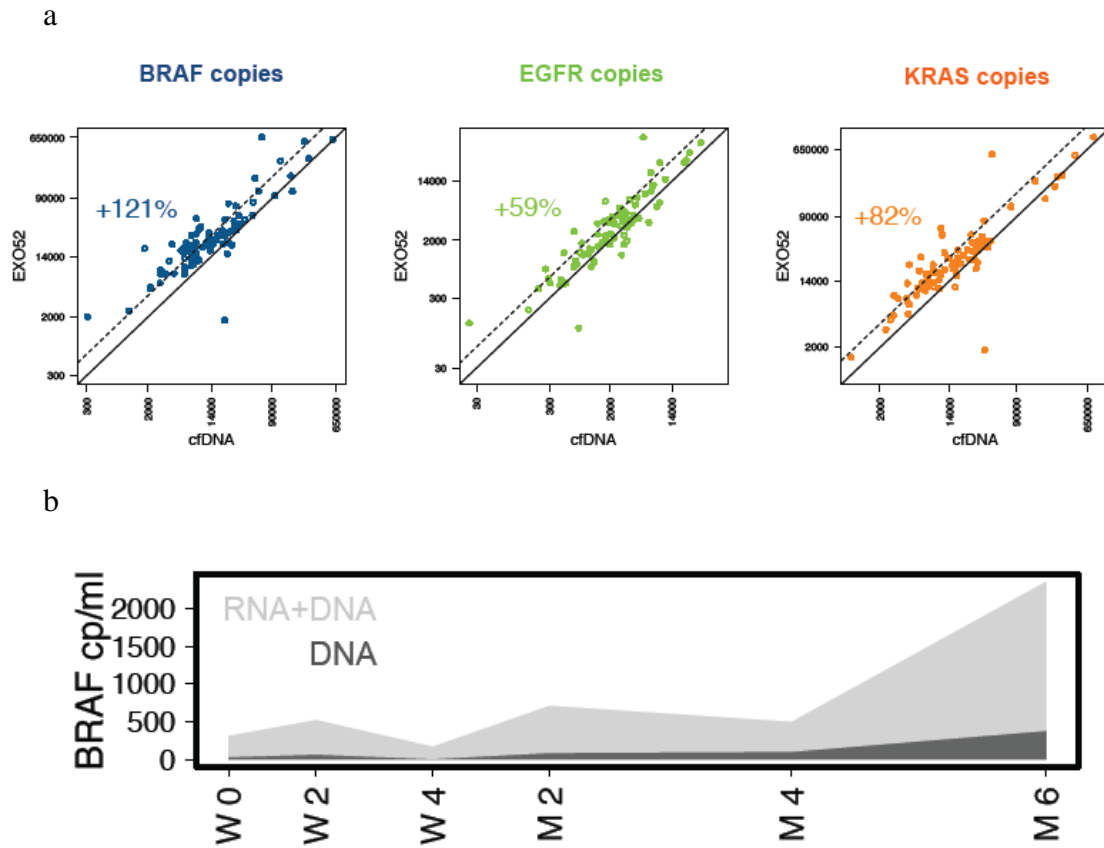 a
BRAF copies
EXO52
650000
90000
14000
2000
300
+121%
300
2000
14000
90000
650000
cfDNA
EGFR copies
EXO52
14000
2000
300
30
+59%
30
300
2000
14000
cfDNA
KRAS copies
EXO52
650000
90000
14000
2000
+82%
2000
14000
90000
650000
cfDNA
b
BRAF cp/ml
2000
1500
1000
500
0
RNA+DNA
DNA
W 0
W 2
W 4
M 2
M 4
M 6